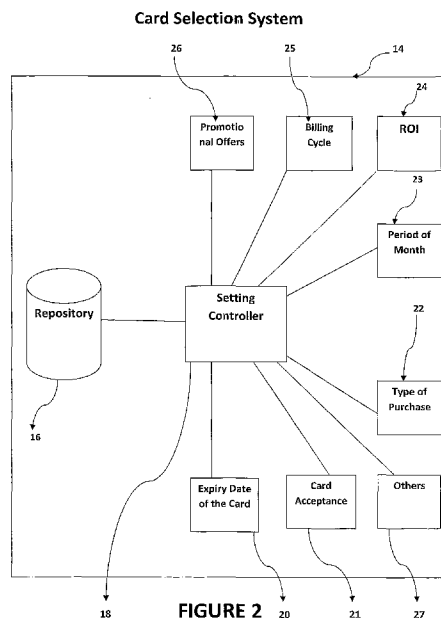 Card Selection System
26
25
14
24
Promotio
nal Offers
Billing
Cycle
ROI
23
Period of
Month
Repository
Setting
Controller
22
Type of
Purchase
16
Expiry Date
of the Card
Card
Acceptance
Others
18
FIGURE 2
20
21
27